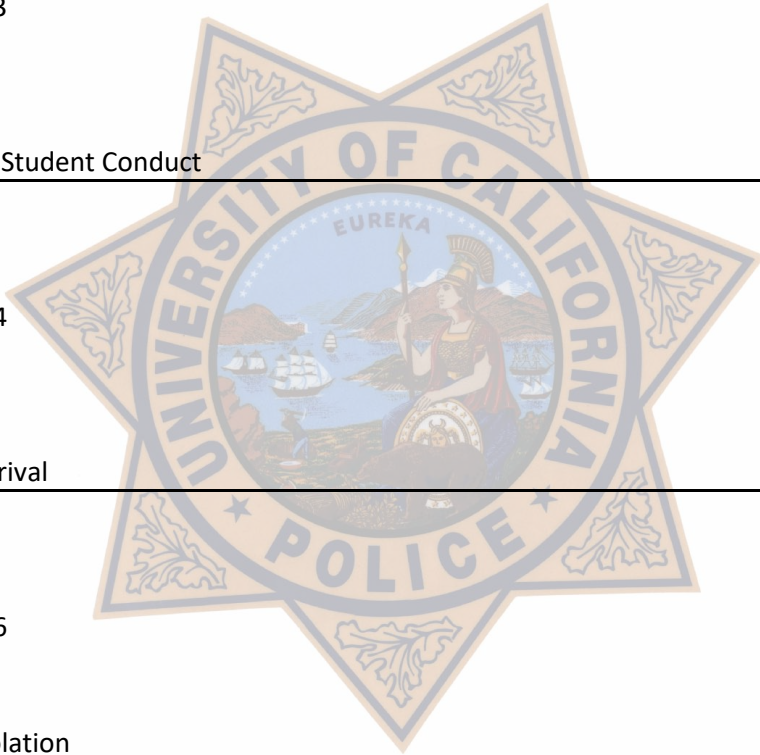 3
Student Conduct
UNIVERSITY OF CALIFORNIA
EUREKA
4
rival
POLICE
6
lation